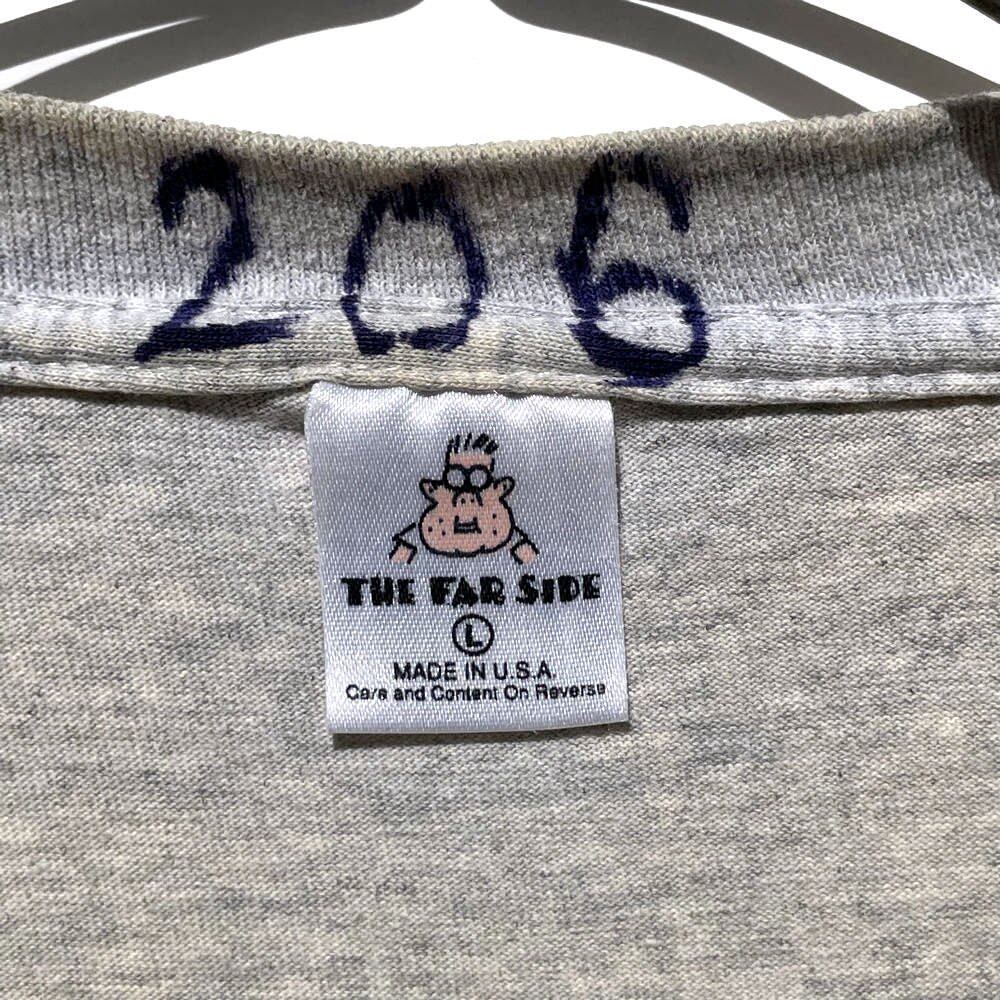 206
THE FAR SIDE
L
MADE IN U.S.A.
Care and Content On Reverse